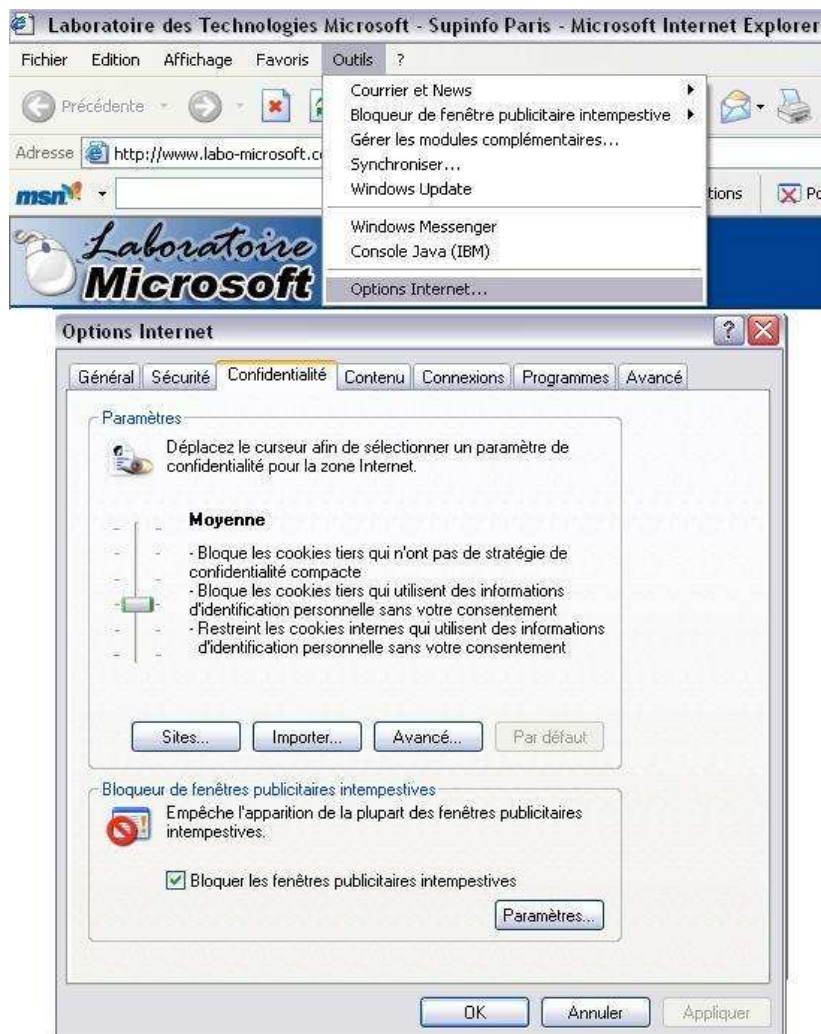 Laboratoire des Technologies Microsoft - Supinfo Paris - Microsoft Internet Explorer
Fichier Edition Affichage Favoris Outils ?
Précédente
Courrier et News
Bloqueur de fenêtre publicitaire intempestive
Gérer les modules complémentaires...
Synchroniser...
Windows Update
Windows Messenger
Console Java (IBM)
Options Internet...
Adresse http://www.labo-microsoft.c
msn
tions
Laboratoire
Microsoft
Options Internet
Général Sécurité Confidentialité Contenu Connexions Programmes Avancé
Paramètres
Déplacez le curseur afin de sélectionner un paramètre de
confidentialité pour la zone Internet.
Moyenne
- Bloque les cookies tiers qui n'ont pas de stratégie de
confidentialité compacte
- Bloque les cookies tiers qui utilisent des informations
d'identification personnelle sans votre consentement
- Restreint les cookies internes qui utilisent des informations
d'identification personnelle sans votre consentement
Sites... Importer... Avancé... Par défaut
Bloqueur de fenêtres publicitaires intempestives
Empêche l'apparition de la plupart des fenêtres publicitaires
intempestives.
Bloquer les fenêtres publicitaires intempestives
Paramètres...
OK Annuler Appliquer